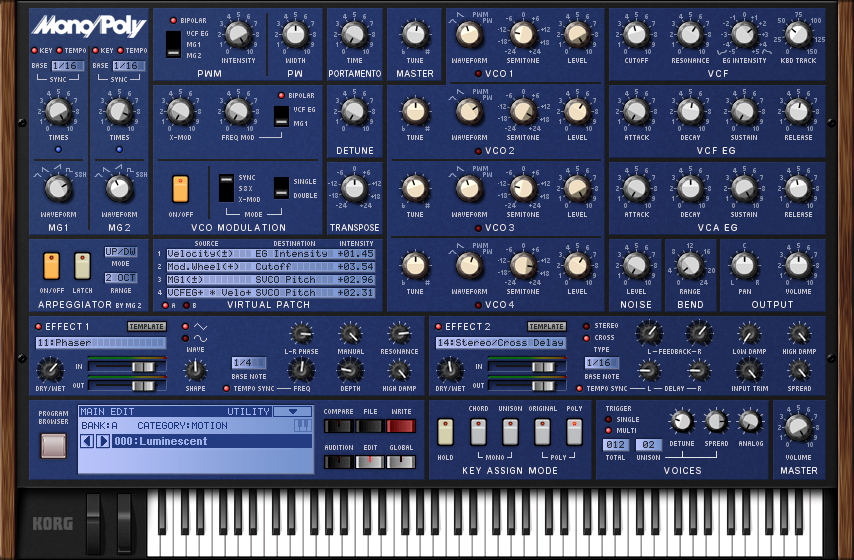 Mono/Poly
KEY TEMPO KEY TEMPO
BASE 1/16 BASE 1/16
SYNC SYNC
TIMES TIMES
WAVEFORM WAVEFORM
MG1 MG2
BIPOLAR
VCF EG
MG1
MG2
INTENSITY WIDTH
PWM PW
TIME
PORTAMENTO
TUNE
MASTER
PWM PW
WAVEFORM SEMITONE LEVEL
VCO1
CUTOFF RESONANCE EG INTENSITY KBD TRACK
VCF
BIPOLAR
VCF EG
MG1
X-MOD FREQ MOD
DETUNE
TUNE WAVEFORM SEMITONE LEVEL
VCO2
ATTACK DECAY SUSTAIN RELEASE
VCF EG
SYNC
S&X
X-MOD
SINGLE
DOUBLE
ON/OFF MODE
VCO MODULATION
TRANSPOSE
TUNE WAVEFORM SEMITONE LEVEL
VCO3
ATTACK DECAY SUSTAIN RELEASE
VCA EG
UP/DW
MODE
2 OCT
RANGE
ON/OFF LATCH
ARPEGGIATOR BY MG 2
SOURCE DESTINATION INTENSITY
1 Velocity(±) EG Intensity +01.45
2 Mod.Wheel(+) Cutoff +03.54
3 MG1(±) SVCO Pitch +02.96
4 VCFEG+ * Velo+ SVCO Pitch +02.31
A B VIRTUAL PATCH
TUNE WAVEFORM SEMITONE LEVEL
VCO4
LEVEL
NOISE
RANGE
BEND
PAN VOLUME
OUTPUT
EFFECT 1 TEMPLATE
11:Phaser
IN
OUT
DRY/WET
WAVE
SHAPE
L-R PHASE MANUAL RESONANCE
1/4
BASE NOTE
TEMPO SYNC FREQ DEPTH HIGH DAMP
EFFECT 2 TEMPLATE
14:Stereo/Cross Delay
IN
OUT
DRY/WET
STEREO
CROSS
TYPE
L-FEEDBACK-R LOW DAMP HIGH DAMP
1/16
BASE NOTE
TEMPO SYNC L-DELAY-R INPUT TRIM SPREAD
PROGRAM
BROWSER
MAIN EDIT UTILITY
BANK:A CATEGORY:MOTION
000:Luminescent
COMPARE FILE WRITE
AUDITION EDIT GLOBAL
CHORD UNISON ORIGINAL POLY
HOLD MONO POLY
KEY ASSIGN MODE
TRIGGER
SINGLE
MULTI
012 02
TOTAL UNISON
DETUNE SPREAD ANALOG
VOICES
VOLUME
MASTER
KORG